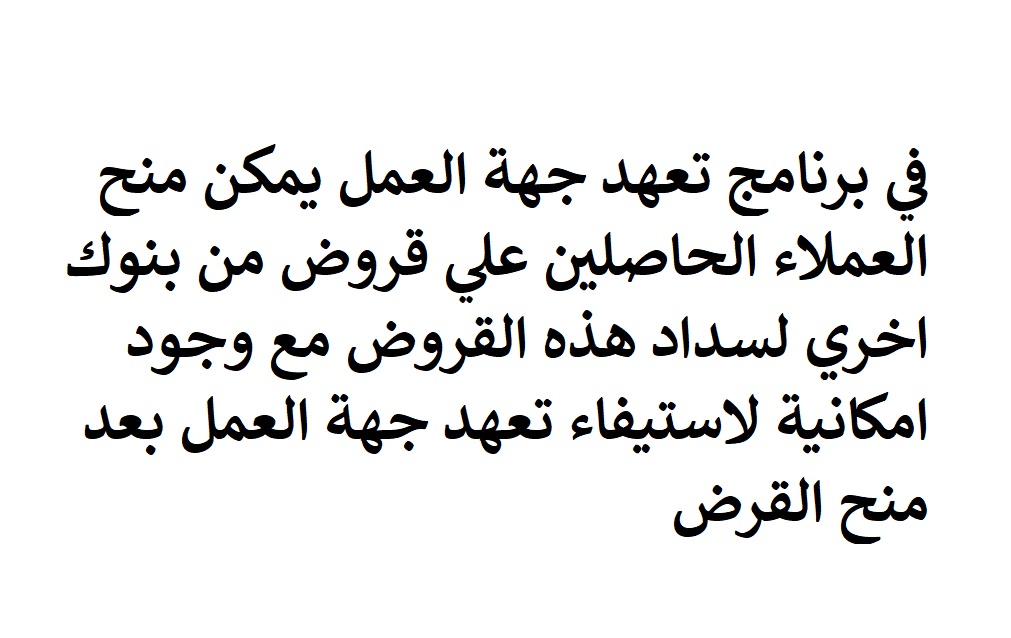 في برنامج تعهد جهة العمل يمكن منح
العملاء الحاصلين علي قروض من بنوك
اخري لسداد هذه القروض مع وجود
امكانية لاستيفاء تعهد جهة العمل بعد
منح القرض